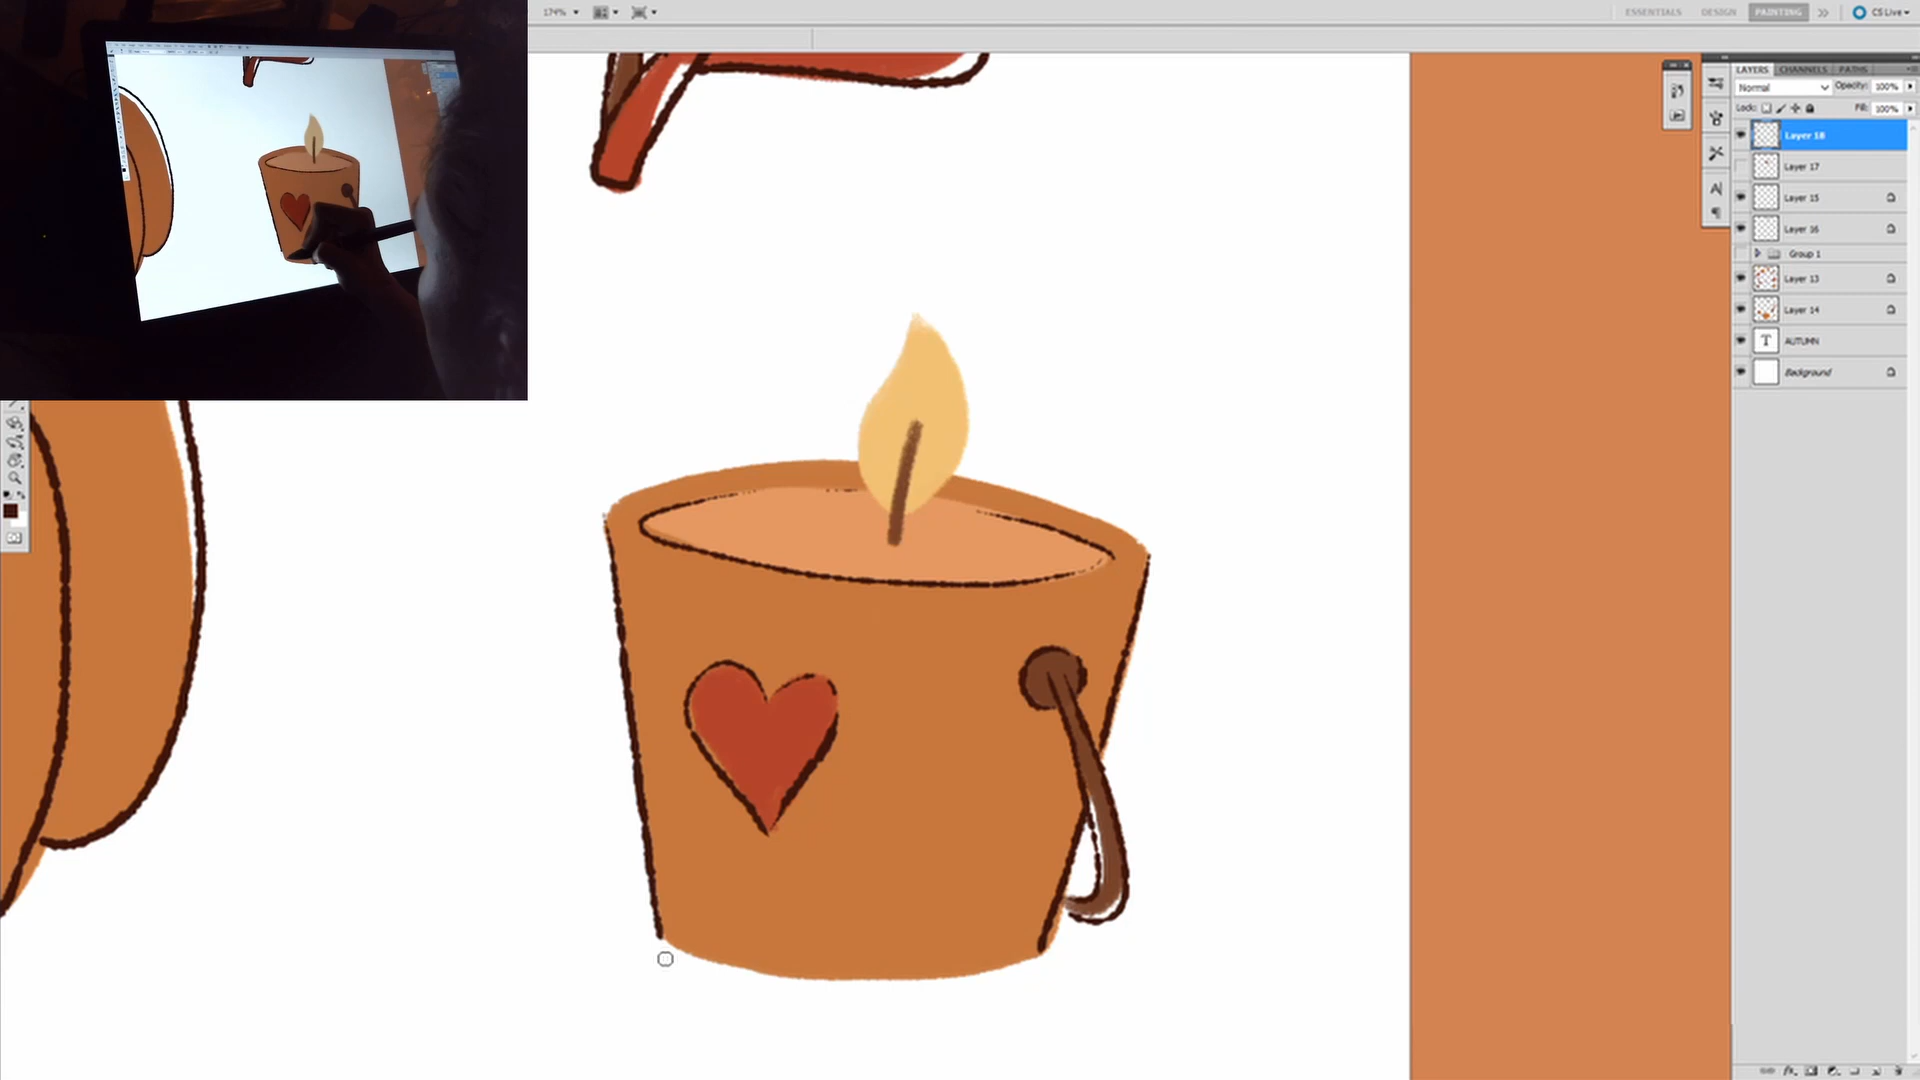 174%
ESSENTIALS DESIGN PAINTING CS Live
LAYERS CHANNELS PATHS
Normal Opacity: 100%
Lock: Fill: 100%
Layer 18
Layer 17
Layer 15
Layer 16
Group 1
Layer 13
Layer 14
T AUTUMN
Background